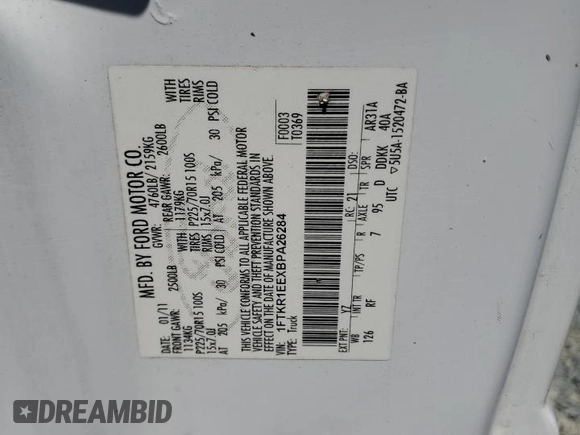 MFD. BY FORD MOTOR CO.
DATE: 01/11
GVWR: 4760LB/ 2159KG
FRONT GAWR: 2500LB
REAR GAWR: 2600LB
1134KG
1179KG
WITH
P225/70R15 100S TIRES
P225/70R15 100S TIRES
15x7.0J RIMS
15x7.0J RIMS
AT 205 kPa/ 30 PSI COLD
AT 205 kPa/ 30 PSI COLD
THIS VEHICLE CONFORMS TO ALL APPLICABLE FEDERAL MOTOR
VEHICLE SAFETY AND THEFT PREVENTION STANDARDS IN
EFFECT ON THE DATE OF MANUFACTURE SHOWN ABOVE.
VIN: 1FTKR1EEXBPA26284
TYPE: Truck
F0003
T0369
EXT PNT: YZ RC: 21 DSO:
WB INT TR TP/PS R AXLE TR SPR AR31A
126 RF 7 95 D DDKK 40A
UTC ▽5U5A-1520472-BA
DREAMBID